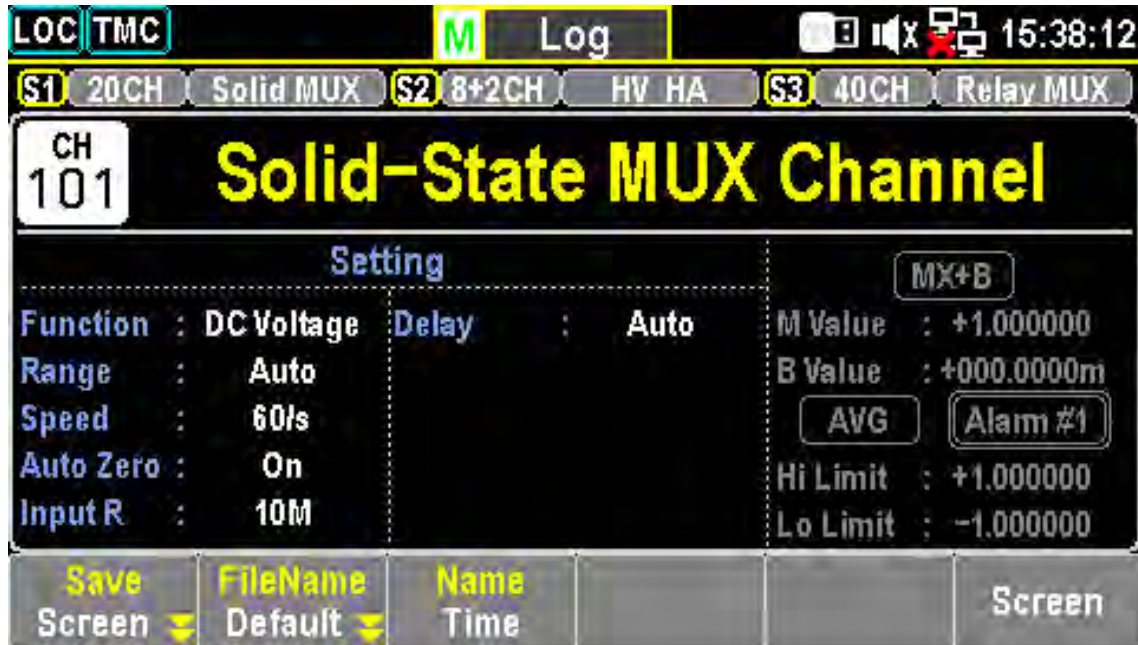 LOC TMC M Log X 15:38:12
S1 20CH Solid MUX S2 8+2CH HV HA S3 40CH Relay MUX
CH
101
Solid-State MUX Channel
Setting
Function : DC Voltage
Range : Auto
Speed : 60/s
Auto Zero : On
Input R : 10M
Delay : Auto
MX+B
M Value : +1.000000
B Value : +000.0000m
AVG Alarm #1
Hi Limit : +1.000000
Lo Limit : -1.000000
Save
Screen
FileName
Default
Name
Time
Screen